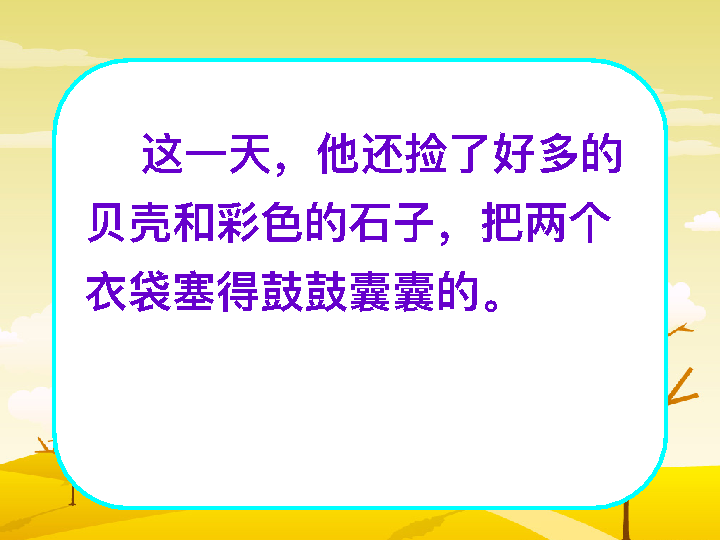 这一天，他还捡了好多的
贝壳和彩色的石子，把两个
衣袋塞得鼓鼓囊囊的。